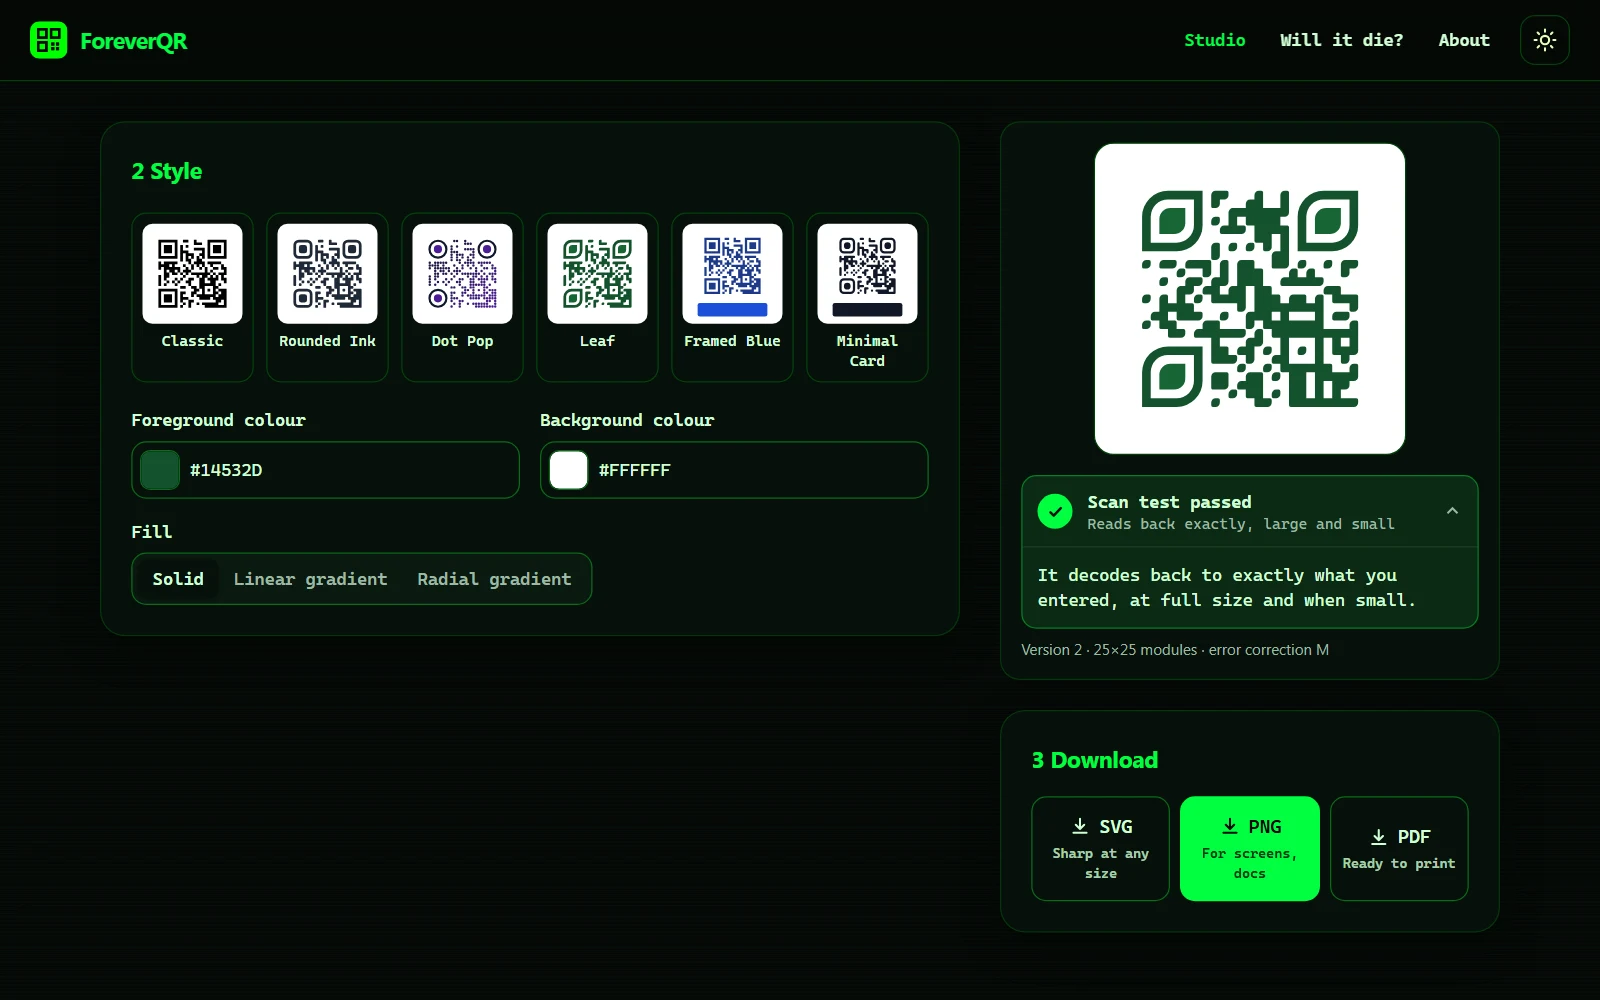 ForeverQR
Studio
Will it die?
About
2 Style
Classic
Rounded Ink
Dot Pop
Leaf
Framed Blue
Minimal
Card
Foreground colour
Background colour
#14532D
#FFFFFF
Fill
Solid
Linear gradient
Radial gradient
Scan test passed
Reads back exactly, large and small
It decodes back to exactly what you
entered, at full size and when small.
Version 2 · 25×25 modules · error correction M
3 Download
SVG
Sharp at any
size
PNG
For screens,
docs
PDF
Ready to print